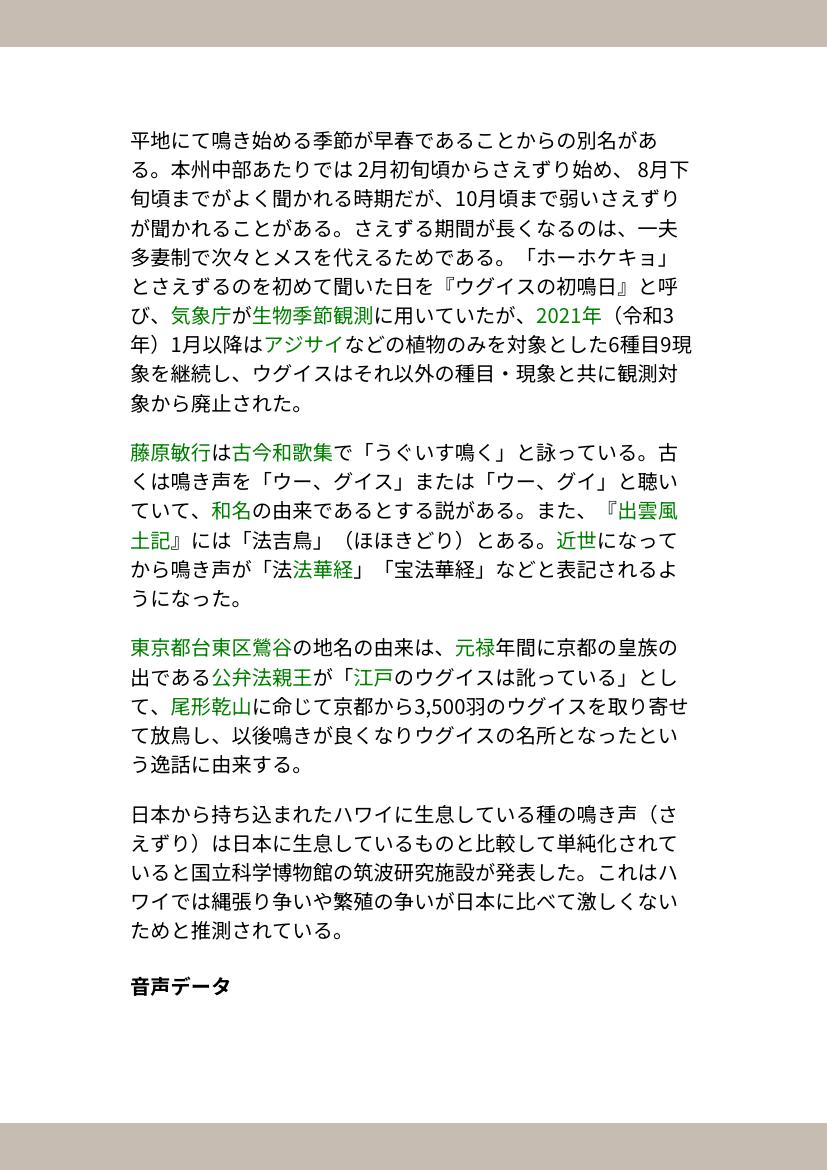 平地にて鳴き始める季節が早春であることからの別名があ
る。本州中部あたりでは 2月初旬頃からさえずり始め、 8月下
旬頃までがよく聞かれる時期だが、10月頃まで弱いさえずり
が聞かれることがある。さえずる期間が長くなるのは、一夫
多妻制で次々とメスを代えるためである。「ホーホケキョ」
とさえずるのを初めて聞いた日を『ウグイスの初鳴日』と呼
び、気象庁が生物季節観測に用いていたが、2021年（令和3
年）1月以降はアジサイなどの植物のみを対象とした6種目9現
象を継続し、ウグイスはそれ以外の種目・現象と共に観測対
象から廃止された。
藤原敏行は古今和歌集で「うぐいす鳴く」と詠っている。古
くは鳴き声を「ウー、グイス」または「ウー、グイ」と聴い
ていて、和名の由来であるとする説がある。また、『出雲風
土記』には「法吉鳥」（ほほきどり）とある。近世になって
から鳴き声が「法法華経」「宝法華経」などと表記されるよ
うになった。
東京都台東区鶯谷の地名の由来は、元禄年間に京都の皇族の
出である公弁法親王が「江戸のウグイスは訛っている」とし
て、尾形乾山に命じて京都から3,500羽のウグイスを取り寄せ
て放鳥し、以後鳴きが良くなりウグイスの名所となったとい
う逸話に由来する。
日本から持ち込まれたハワイに生息している種の鳴き声（さ
えずり）は日本に生息しているものと比較して単純化されて
いると国立科学博物館の筑波研究施設が発表した。これはハ
ワイでは縄張り争いや繁殖の争いが日本に比べて激しくない
ためと推測されている。
音声データ